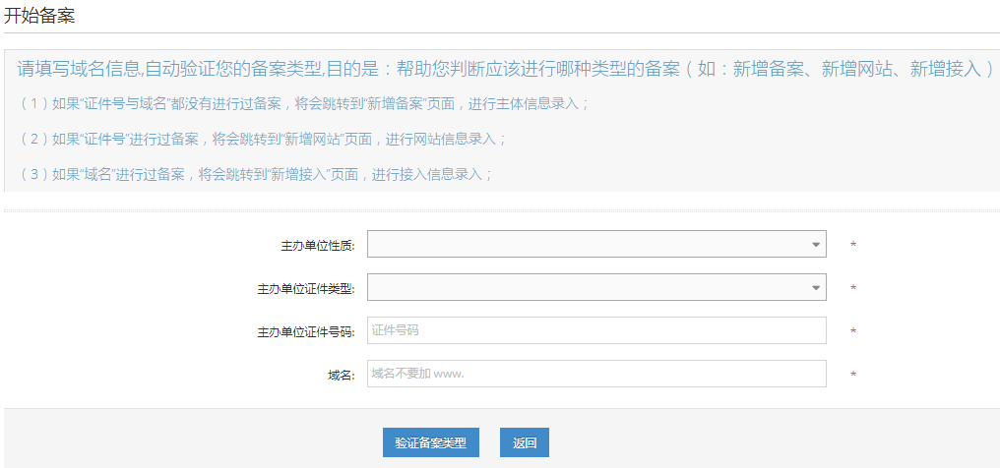 开始备案
请填写域名信息,自动验证您的备案类型,目的是：帮助您判断应该进行哪种类型的备案（如：新增备案、新增网站、新增接入）
（1）如果“证件号与域名”都没有进行过备案，将会跳转到“新增备案”页面，进行主体信息录入；
（2）如果“证件号”进行过备案，将会跳转到“新增网站”页面，进行网站信息录入；
（3）如果“域名”进行过备案，将会跳转到“新增接入”页面，进行接入信息录入；
主办单位性质: *
主办单位证件类型: *
主办单位证件号码: 证件号码 *
域名: 域名不要加 www. *
验证备案类型 返回